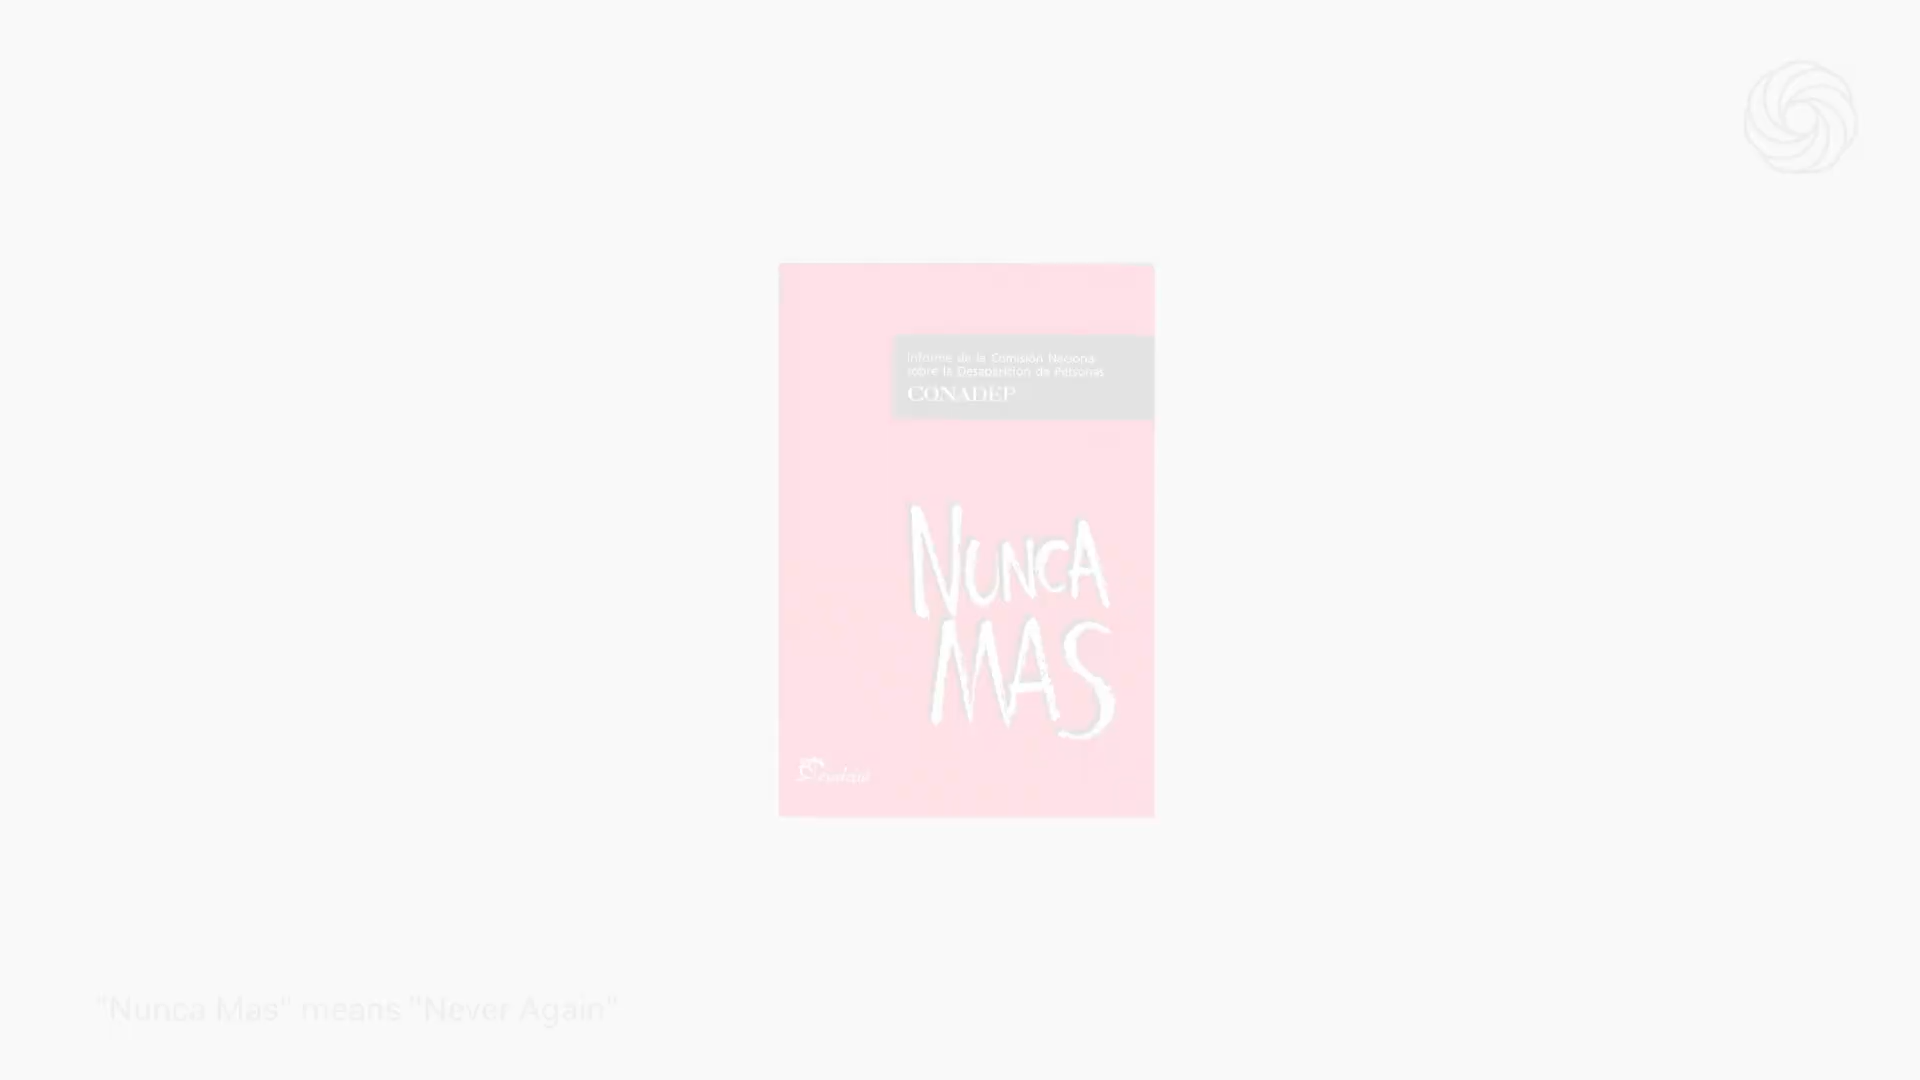 Informe de la Comisión Nacional
sobre la Desaparición de Personas
CONADEP
NUNCA
MAS
"Nunca Mas" means "Never Again"